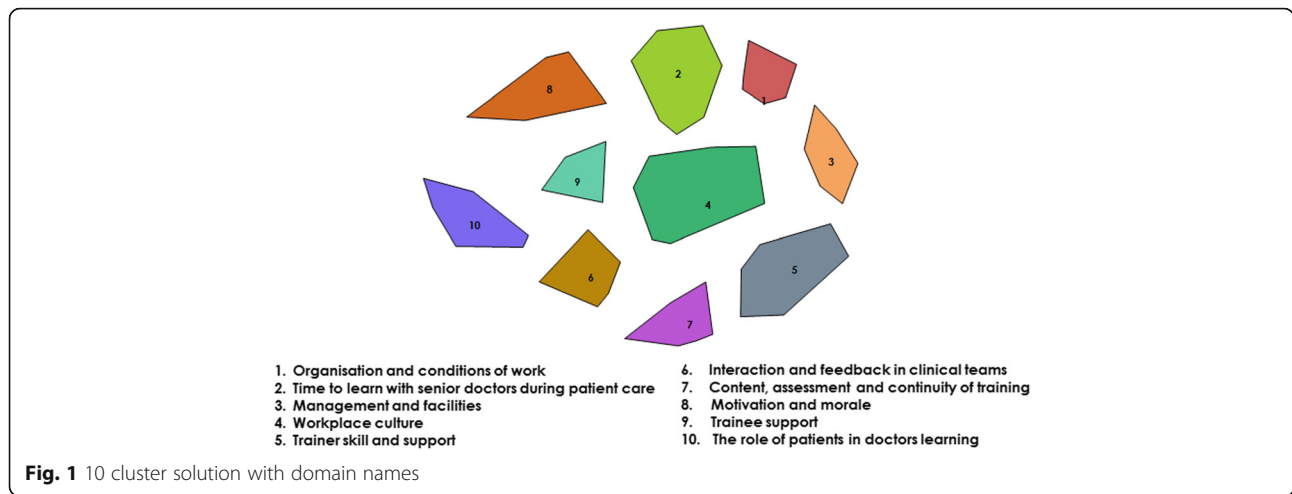 2
1
8
3
9
4
10
5
6
7
1. Organisation and conditions of work
2. Time to learn with senior doctors during patient care
3. Management and facilities
4. Workplace culture
5. Trainer skill and support
6. Interaction and feedback in clinical teams
7. Content, assessment and continuity of training
8. Motivation and morale
9. Trainee support
10. The role of patients in doctors learning
Fig. 1 10 cluster solution with domain names